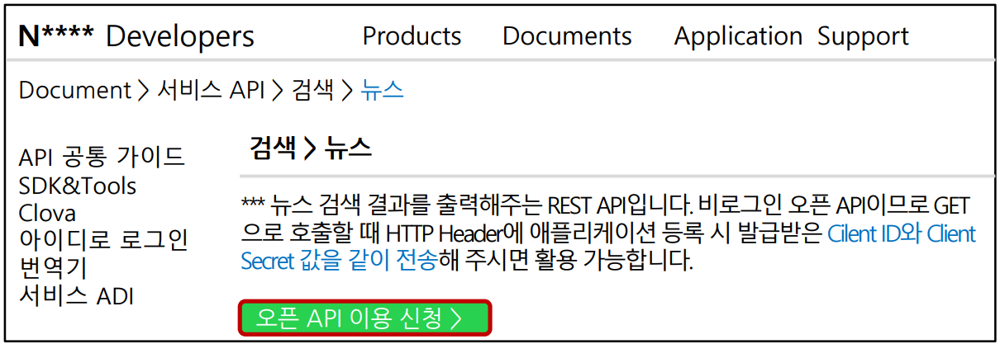 N**** Developers Products Documents Application Support
Document > 서비스 API > 검색 > 뉴스
API 공통 가이드
SDK&Tools
Clova
아이디로 로그인
번역기
서비스 ADI
검색 > 뉴스
*** 뉴스 검색 결과를 출력해주는 REST API입니다. 비로그인 오픈 API이므로 GET
으로 호출할 때 HTTP Header에 애플리케이션 등록 시 발급받은 Cilent ID와 Client
Secret 값을 같이 전송해 주시면 활용 가능합니다.
오픈 API 이용 신청 >